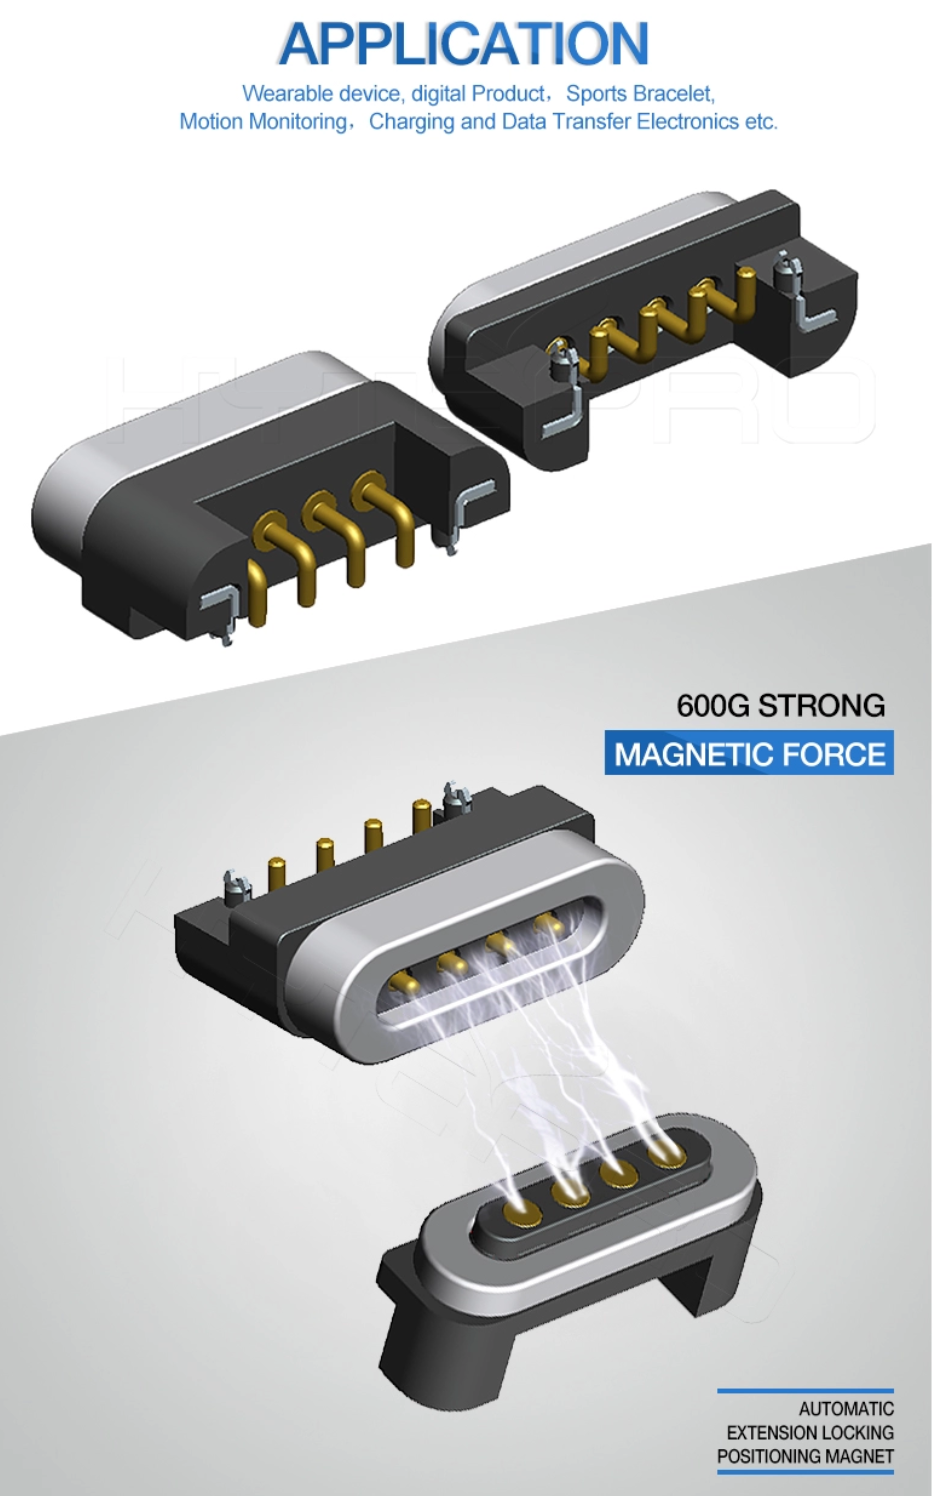 APPLICATION
Wearable device, digital Product，Sports Bracelet,
Motion Monitoring，Charging and Data Transfer Electronics etc.
600G STRONG
MAGNETIC FORCE
AUTOMATIC
EXTENSION LOCKING
POSITIONING MAGNET